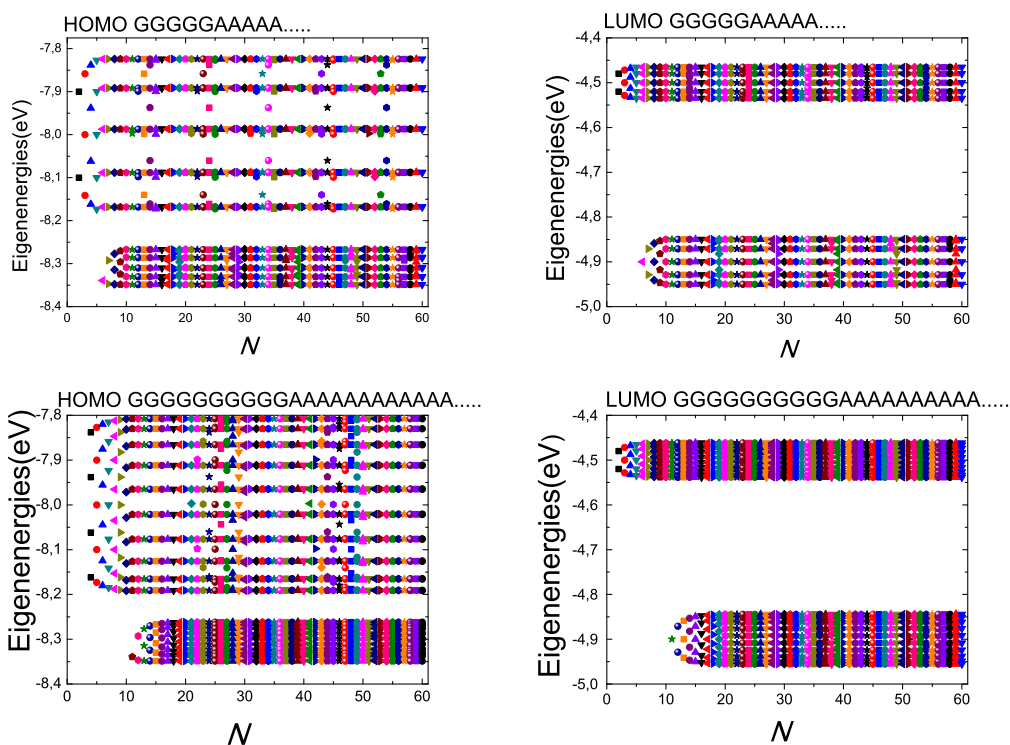 HOMO GGGGGAAAAA.....
Eigenenergies(eV)
-7,8
-7,9
-8,0
-8,1
-8,2
-8,3
-8,4
0 10 20 30 40 50 60
N
LUMO GGGGGAAAAA.....
Eigenenergies(eV)
-4,4
-4,5
-4,6
-4,7
-4,8
-4,9
-5,0
0 10 20 30 40 50 60
N
HOMO GGGGGGGGGGAAAAAAAAAAAA.....
Eigenenergies(eV)
-7,8
-7,9
-8,0
-8,1
-8,2
-8,3
-8,4
0 10 20 30 40 50 60
N
LUMO GGGGGGGGGGAAAAAAAAAA.....
Eigenenergies(eV)
-4,4
-4,5
-4,6
-4,7
-4,8
-4,9
-5,0
0 10 20 30 40 50 60
N